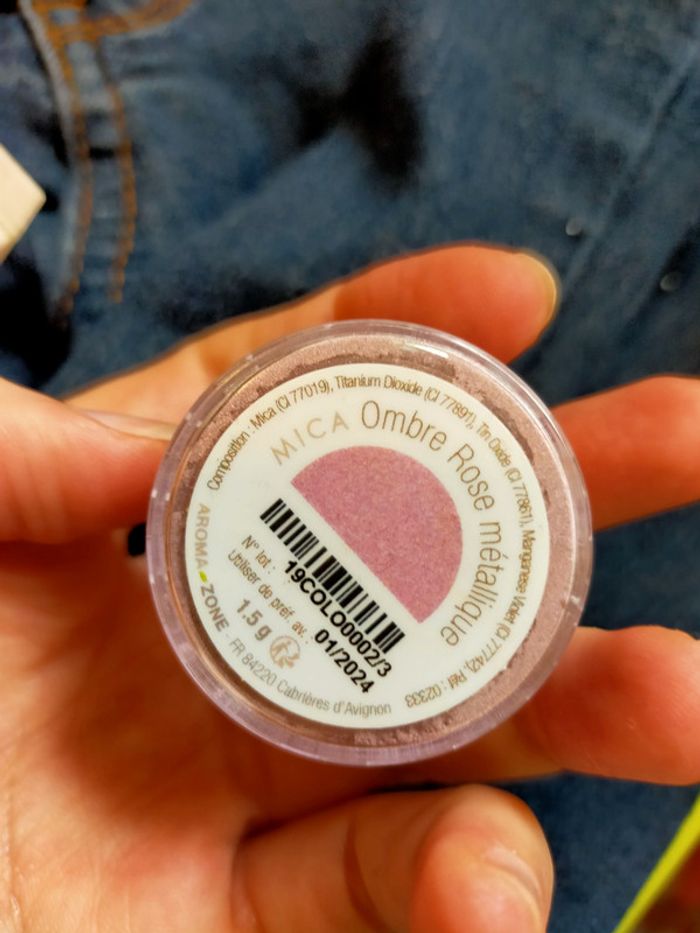 Composition : Mica (CI 77019), Titanium Dioxide (CI 77891), Tin Oxide (CI 77861), Manganese Violet (CI 77742), Réf : 02333
MICA Ombre Rose métallique
N° lot :
19COLO0002/3
Utiliser de préf. av. :
01/2024
1.5 g
AROMA-ZONE - FR 84220 Cabrières d'Avignon